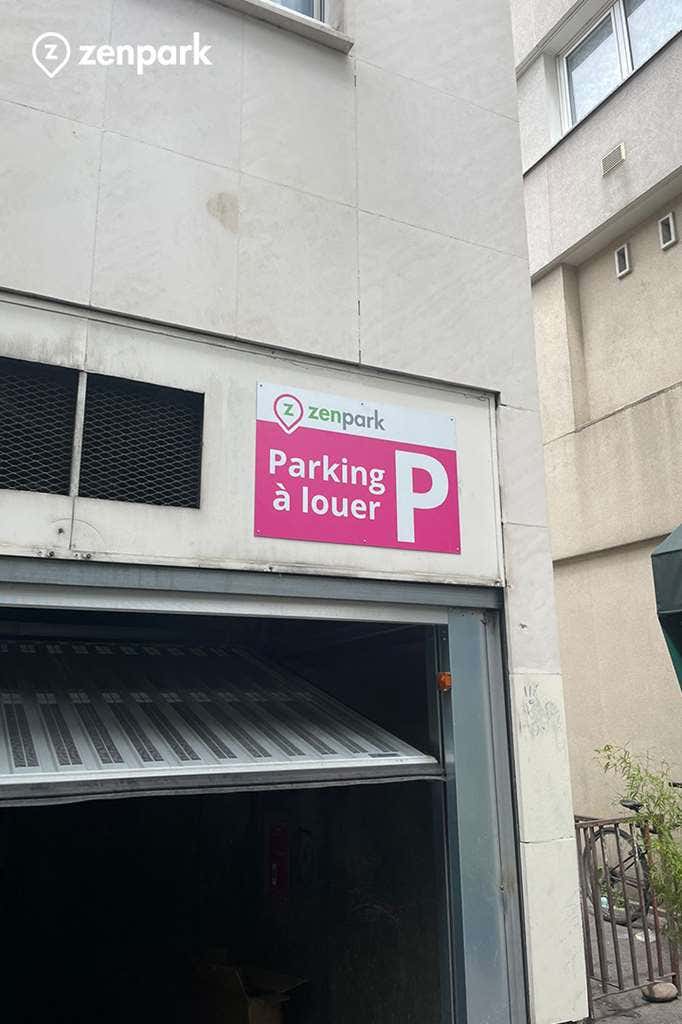 zenpark
zenpark
Parking
à louer
P